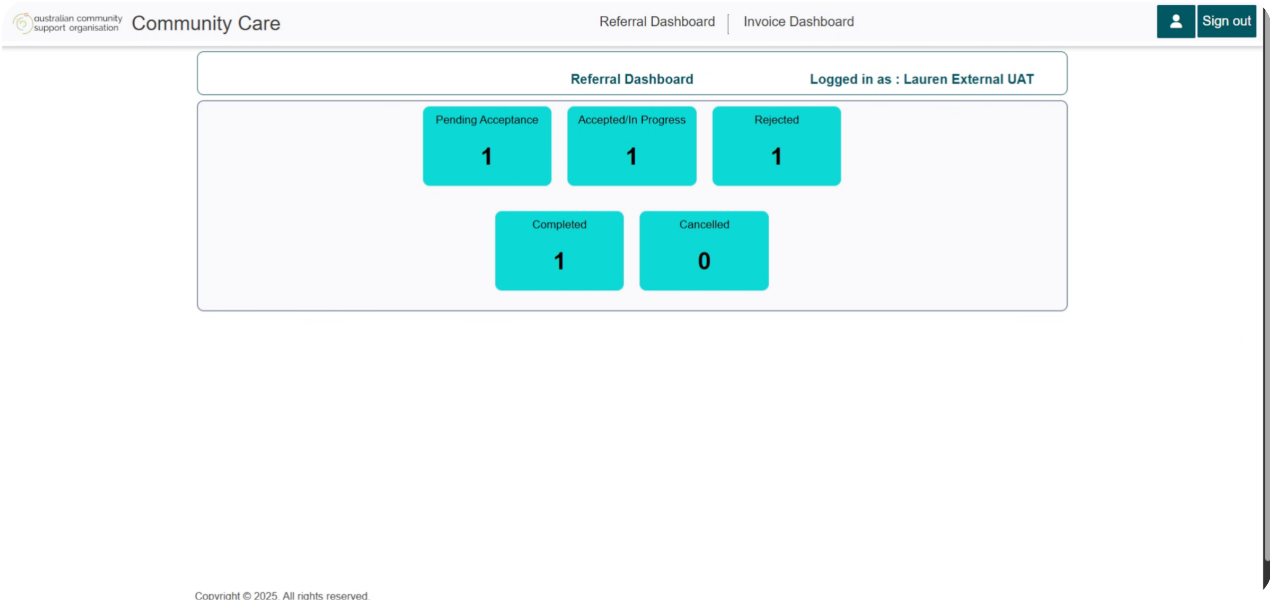 australian community
support organisation
Community Care
Referral Dashboard
Invoice Dashboard
Sign out
Referral Dashboard
Logged in as : Lauren External UAT
Pending Acceptance
1
Accepted/In Progress
1
Rejected
1
Completed
1
Cancelled
0
Copyright © 2025. All rights reserved.